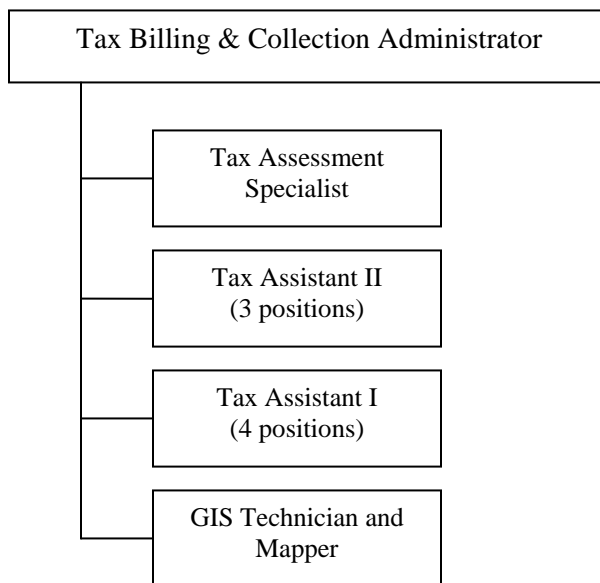 Tax Billing & Collection Administrator
Tax Assessment
Specialist
Tax Assistant II
(3 positions)
Tax Assistant I
(4 positions)
GIS Technician and
Mapper